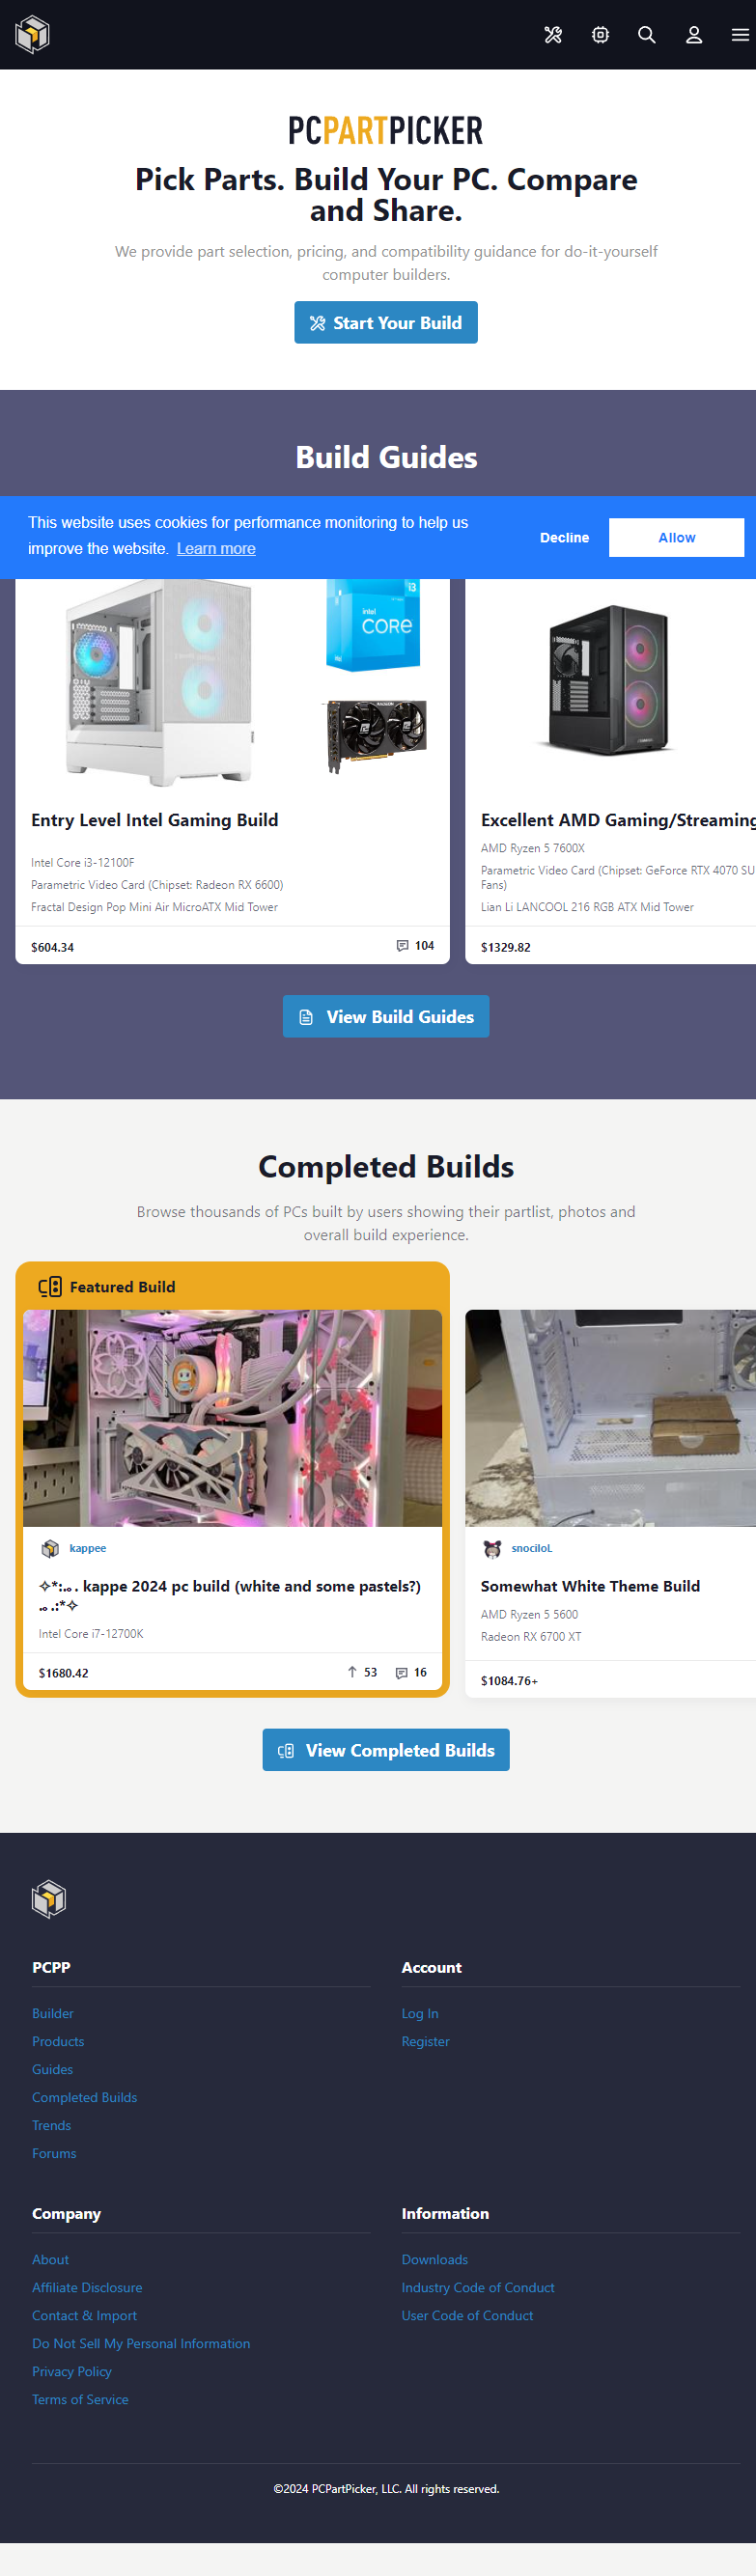 PCPARTPICKER
Pick Parts. Build Your PC. Compare
and Share.
We provide part selection, pricing, and compatibility guidance for do-it-yourself
computer builders.
Start Your Build
Build Guides
This website uses cookies for performance monitoring to help us
improve the website. Learn more
Decline
Allow
intel
i3
CORE
Entry Level Intel Gaming Build
Intel Core i3-12100F
Parametric Video Card (Chipset: Radeon RX 6600)
Fractal Design Pop Mini Air MicroATX Mid Tower
$604.34
104
Excellent AMD Gaming/Streaming
AMD Ryzen 5 7600X
Parametric Video Card (Chipset: GeForce RTX 4070 SU
Fans)
Lian Li LANCOOL 216 RGB ATX Mid Tower
$1329.82
View Build Guides
Completed Builds
Browse thousands of PCs built by users showing their partlist, photos and
overall build experience.
Featured Build
kappee
✧*:.｡. kappe 2024 pc build (white and some pastels?)
.｡.:*✧
Intel Core i7-12700K
$1680.42
53
16
snociloL
Somewhat White Theme Build
AMD Ryzen 5 5600
Radeon RX 6700 XT
$1084.76+
View Completed Builds
PCPP
Builder
Products
Guides
Completed Builds
Trends
Forums
Account
Log In
Register
Company
About
Affiliate Disclosure
Contact & Import
Do Not Sell My Personal Information
Privacy Policy
Terms of Service
Information
Downloads
Industry Code of Conduct
User Code of Conduct
©2024 PCPartPicker, LLC. All rights reserved.